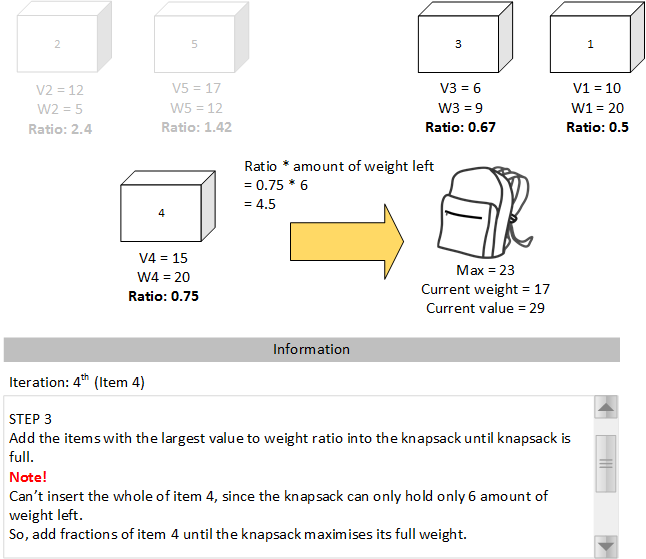 2
5
3
1
V2 = 12
W2 = 5
Ratio: 2.4
V5 = 17
W5 = 12
Ratio: 1.42
V3 = 6
W3 = 9
Ratio: 0.67
V1 = 10
W1 = 20
Ratio: 0.5
4
V4 = 15
W4 = 20
Ratio: 0.75
Ratio * amount of weight left
= 0.75 * 6
= 4.5
Max = 23
Current weight = 17
Current value = 29
Information
Iteration: 4th (Item 4)
STEP 3
Add the items with the largest value to weight ratio into the knapsack until knapsack is
full.
Note!
Can't insert the whole of item 4, since the knapsack can only hold only 6 amount of
weight left.
So, add fractions of item 4 until the knapsack maximises its full weight.